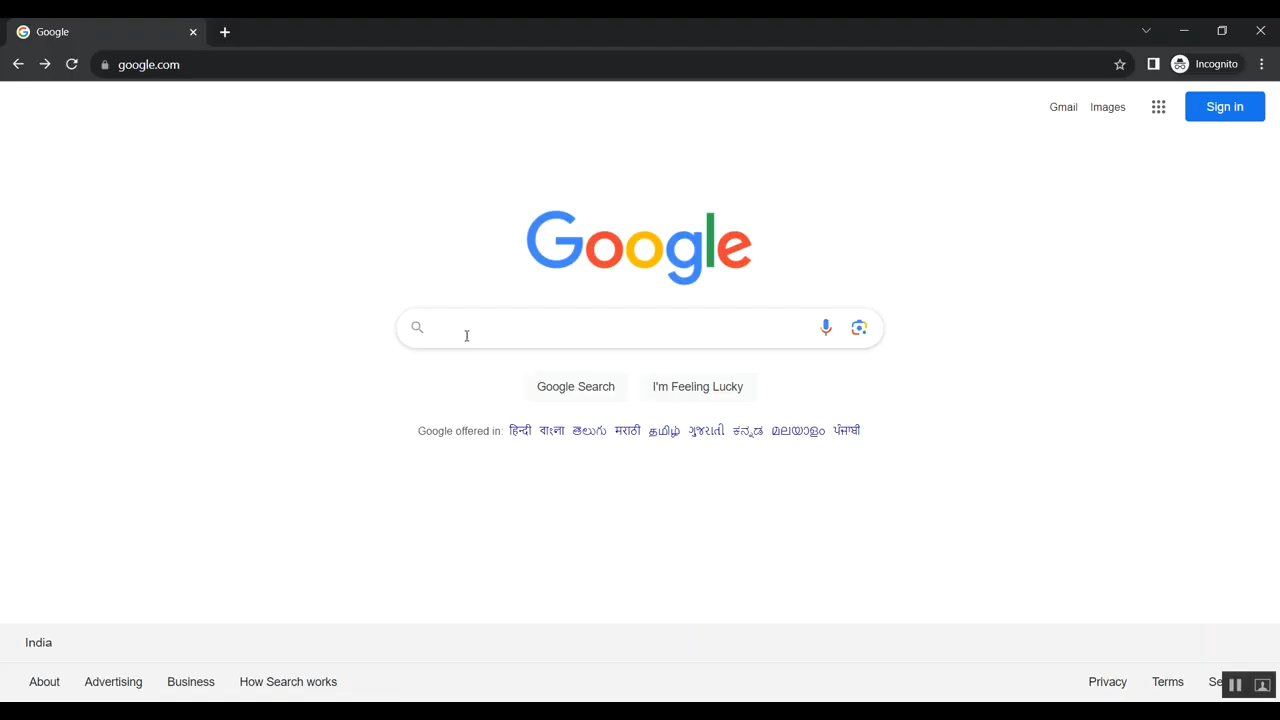 Google
google.com
Incognito
Gmail Images Sign in
Google
Google Search I'm Feeling Lucky
Google offered in: हिन्दी বাংলা తెలుగు मराठी தமிழ் ગુજરાતી ಕನ್ನಡ മലയാളം ਪੰਜਾਬੀ
India
About Advertising Business How Search works Privacy Terms